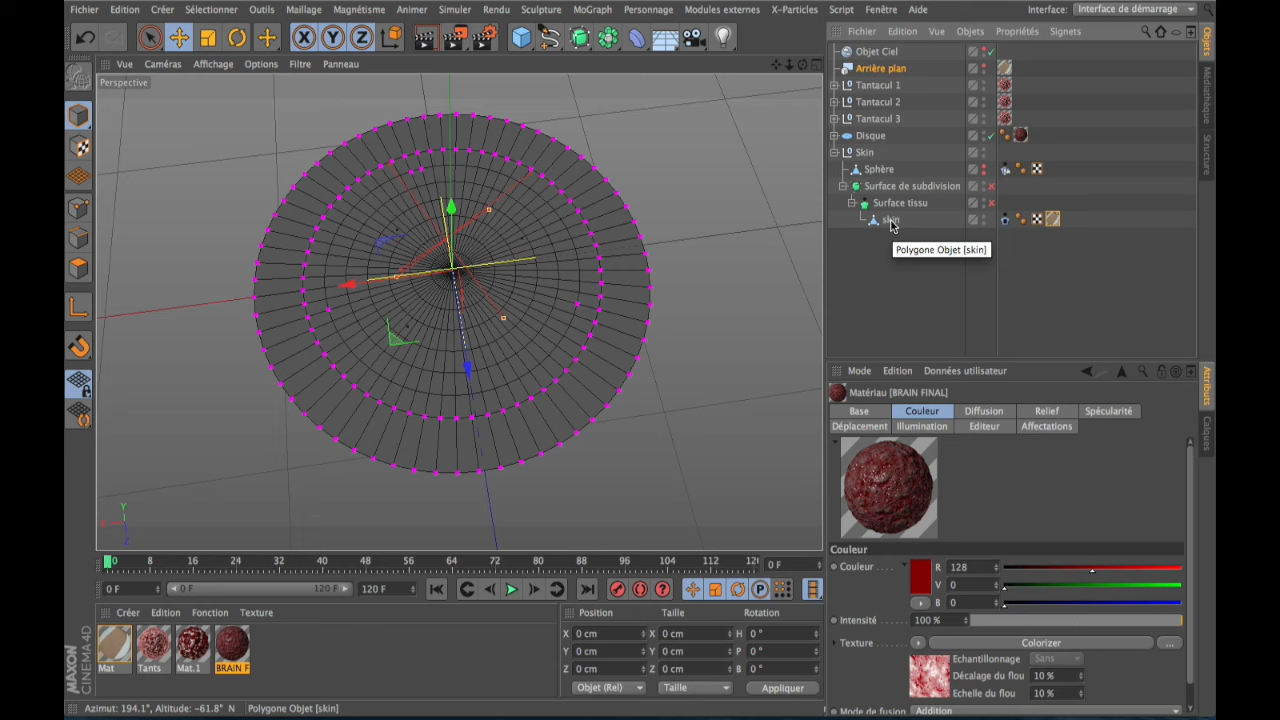 Fichier Edition Créer Sélectionner Outils Maillage Magnétisme Animer Simuler Rendu Sculpture MoGraph Personnage Modules externes X-Particles Script Fenêtre Aide Interface: Interface de démarrage
X Y Z
Fichier Edition Vue Objets Propriétés Signets
Vue Caméras Affichage Options Filtre Panneau
Perspective
Objet Ciel
Arrière plan
Tantacul 1
Tantacul 2
Tantacul 3
Disque
Skin
Sphère
Surface de subdivision
Surface tissu
skin
Polygone Objet [skin]
Objets
Médiathèque
Structure
Mode Edition Données utilisateur
Matériau [BRAIN FINAL]
Base Couleur Diffusion Relief Spécularité
Déplacement Illumination Editeur Affectations
Attributs
Calques
Couleur
Couleur R 128
V 0
B 0
Intensité 100 %
Texture Colorizer ...
Echantillonnage Sans
Décalage du flou 10 %
Echelle du flou 10 %
Mode de fusion Addition
Y
X
Z
0 8 16 24 32 40 48 56 64 72 80 88 96 104 112 12 0 F
0 F 0 F 120 F 120 F
Créer Edition Fonction Texture
Mat Tants Mat.1 BRAIN F
Position Taille Rotation
X 0 cm X 0 cm H 0 °
Y 0 cm Y 0 cm P 0 °
Z 0 cm Z 0 cm B 0 °
Objet (Rel) Taille Appliquer
MAXON
CINEMA 4D
Azimut: 194.1°, Altitude: -61.8° N Polygone Objet [skin]